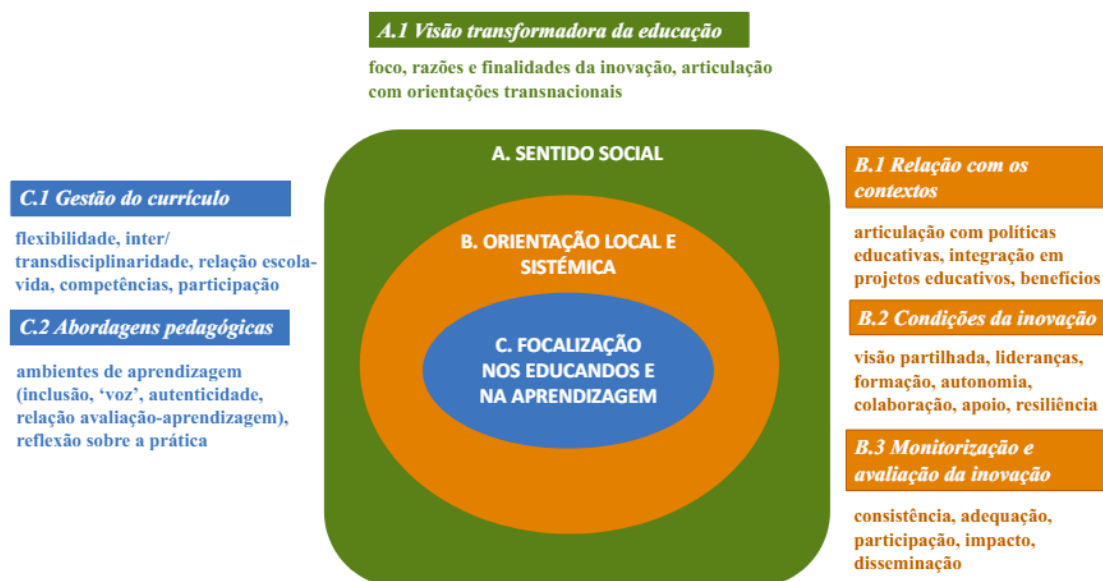 A.1 Visão transformadora da educação
foco, razões e finalidades da inovação, articulação
com orientações transnacionais
A. SENTIDO SOCIAL
B. ORIENTAÇÃO LOCAL E
SISTÉMICA
C. FOCALIZAÇÃO
NOS EDUCANDOS E
NA APRENDIZAGEM
C.1 Gestão do currículo
flexibilidade, inter/
transdisciplinaridade, relação escola-
vida, competências, participação
C.2 Abordagens pedagógicas
ambientes de aprendizagem
(inclusão, ‘voz’, autenticidade,
relação avaliação-aprendizagem),
reflexão sobre a prática
B.1 Relação com os
contextos
articulação com políticas
educativas, integração em
projetos educativos, benefícios
B.2 Condições da inovação
visão partilhada, lideranças,
formação, autonomia,
colaboração, apoio, resiliência
B.3 Monitorização e
avaliação da inovação
consistência, adequação,
participação, impacto,
disseminação